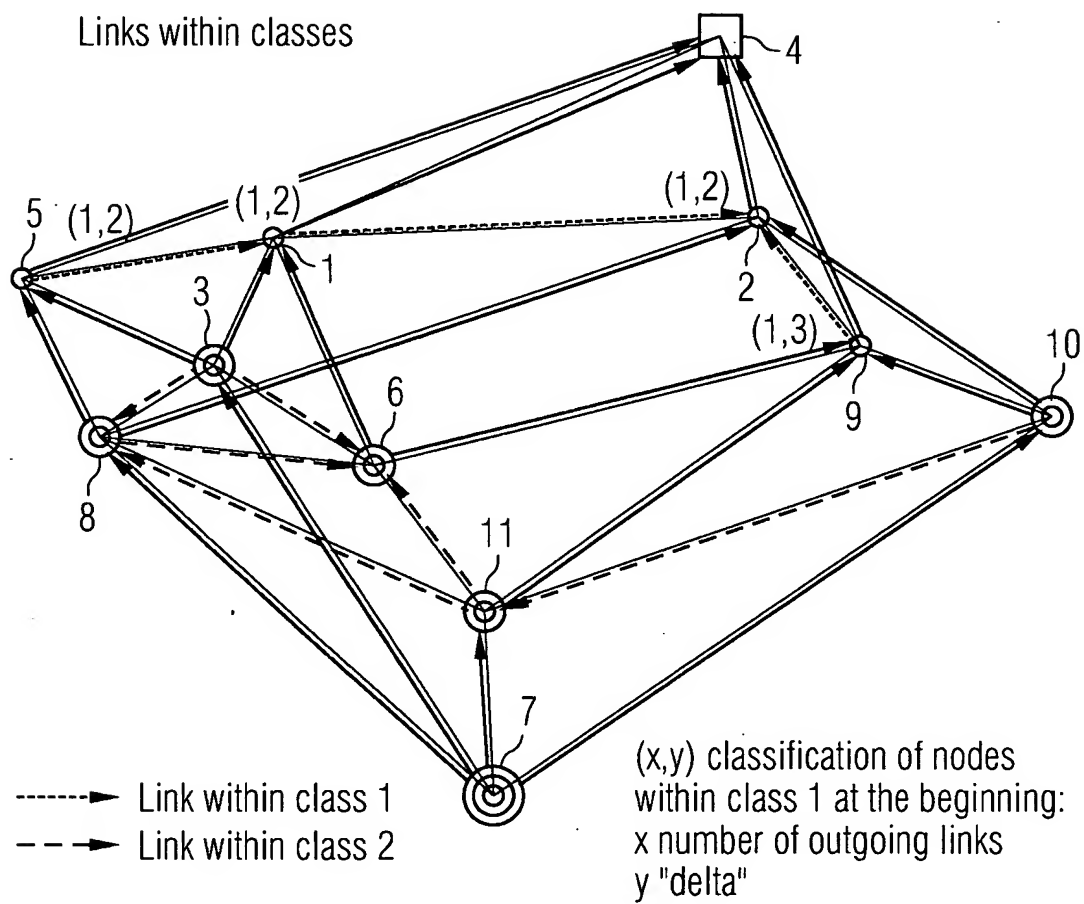 Links within classes
4
(1,2)
(1,2)
5
(1,2)
1
2
3
(1,3)
10
6
9
8
11
7
(x,y) classification of nodes
within class 1 at the beginning:
x number of outgoing links
y "delta"
Link within class 1
Link within class 2